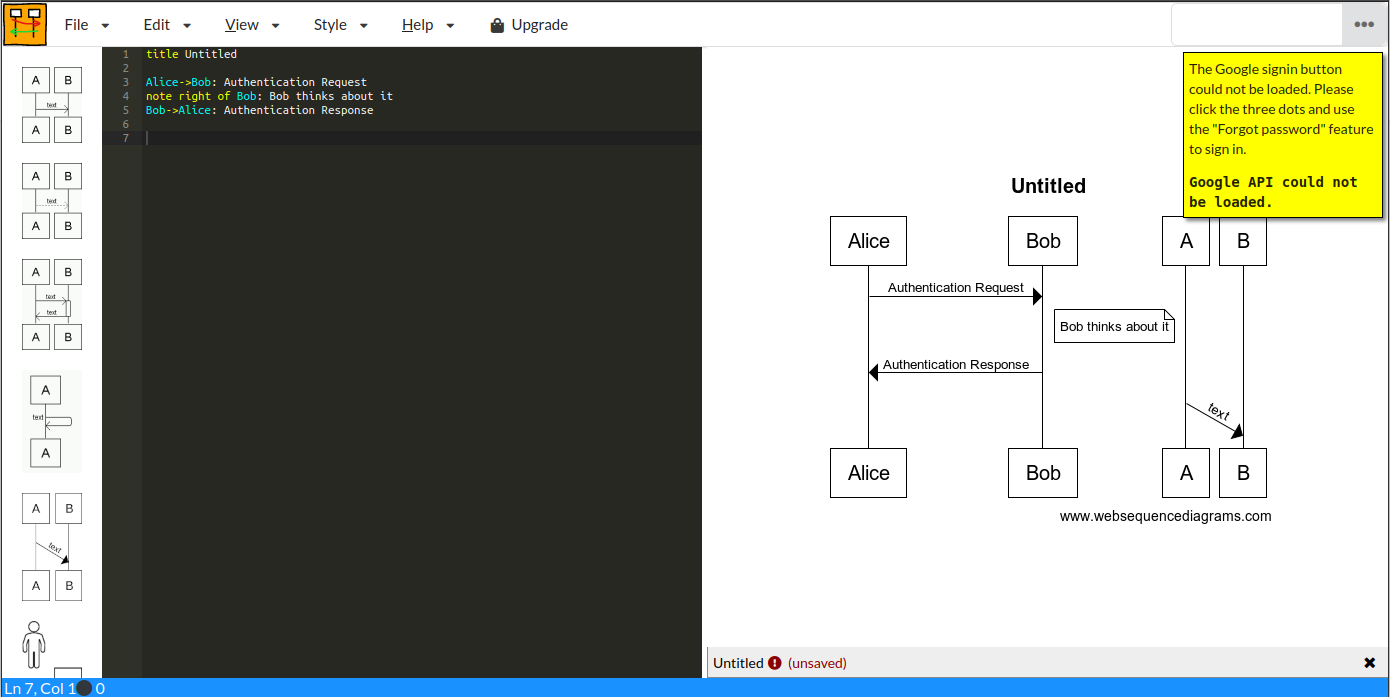 File Edit View Style Help Upgrade •••
A B
text
A B
A B
text
A B
A B
text
text
A B
A
text
A
A B
text
A B
1 title Untitled
2
3 Alice->Bob: Authentication Request
4 note right of Bob: Bob thinks about it
5 Bob->Alice: Authentication Response
6
7
The Google signin button
could not be loaded. Please
click the three dots and use
the "Forgot password" feature
to sign in.
Google API could not
be loaded.
Untitled
Alice Bob A B
Authentication Request
Bob thinks about it
Authentication Response
text
Alice Bob A B
www.websequencediagrams.com
Untitled (unsaved)
Ln 7, Col 1 0